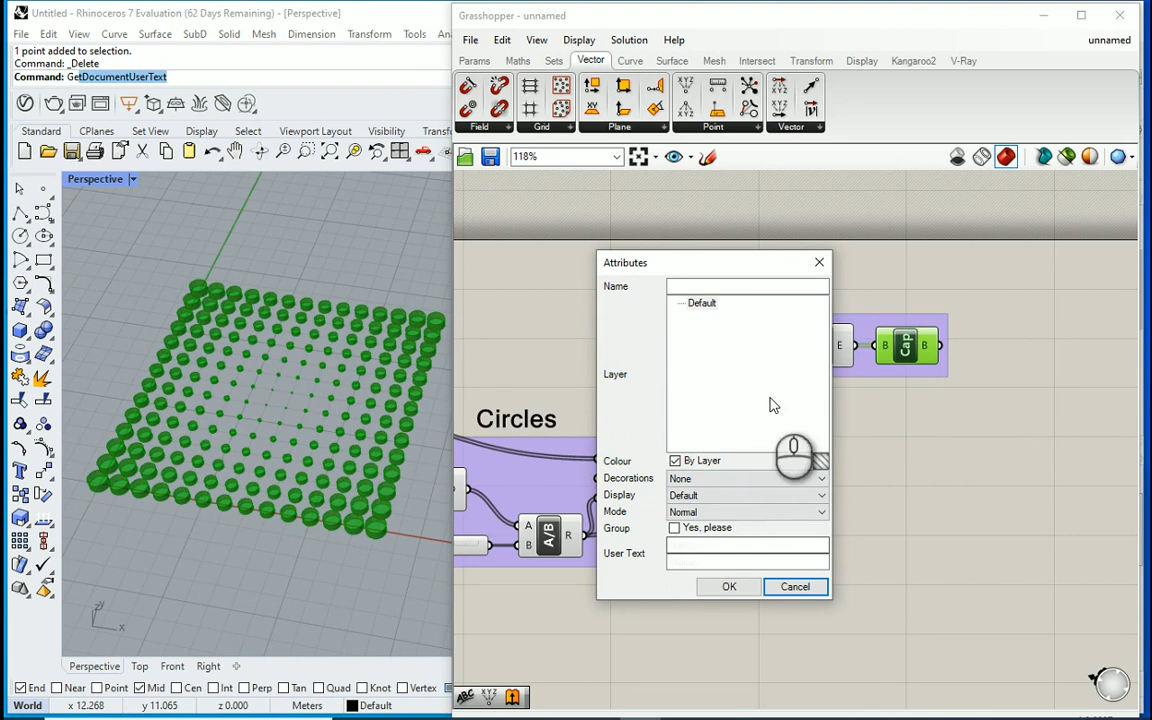 Untitled - Rhinoceros 7 Evaluation (62 Days Remaining) - [Perspective]
File Edit View Curve Surface SubD Solid Mesh Dimension Transform Tools
1 point added to selection.
Command: _Delete
Command: GetDocumentUserText
Standard CPlanes Set View Display Select Viewport Layout Visibility Transf
Perspective
z y
x
Perspective Top Front Right
End Near Point Mid Cen Int Perp Tan Quad Knot Vertex
World x 12.268 y 11.065 z 0.000 Meters Default
Grasshopper - unnamed
File Edit View Display Solution Help unnamed
Params Maths Sets Vector Curve Surface Mesh Intersect Transform Display Kangaroo2 V-Ray
Field Grid Plane Point Vector
118%
Attributes
Name
Default
Layer
Colour By Layer
Decorations None
Display Default
Mode Normal
Group Yes, please
User Text
OK Cancel
E B Cap B
Circles
A B A/B R